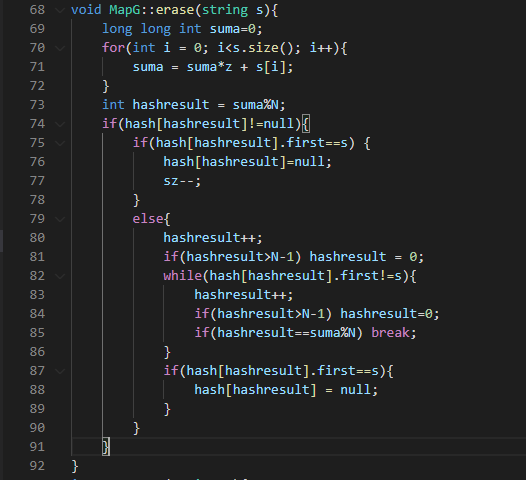 68 void MapG::erase(string s){
69     long long int suma=0;
70     for(int i = 0; i<s.size(); i++){
71         suma = suma*z + s[i];
72     }
73     int hashresult = suma%N;
74     if(hash[hashresult]!=null){
75         if(hash[hashresult].first==s) {
76             hash[hashresult]=null;
77             sz--;
78         }
79         else{
80             hashresult++;
81             if(hashresult>N-1) hashresult = 0;
82             while(hash[hashresult].first!=s){
83                 hashresult++;
84                 if(hashresult>N-1) hashresult=0;
85                 if(hashresult==suma%N) break;
86             }
87             if(hash[hashresult].first==s){
88                 hash[hashresult] = null;
89             }
90         }
91     }
92 }